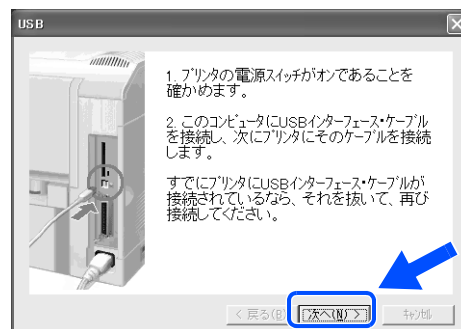 USB
1. プリンタの電源スイッチがオンであることを
確かめます。
2. このコンピュータにUSBインターフェース・ケーブル
を接続し、次にプリンタにそのケーブルを接続
します。
すでにプリンタにUSBインターフェース・ケーブルが
接続されているなら、それを抜いて、再び
接続してください。
< 戻る(B) 次へ(N) > キャンセル